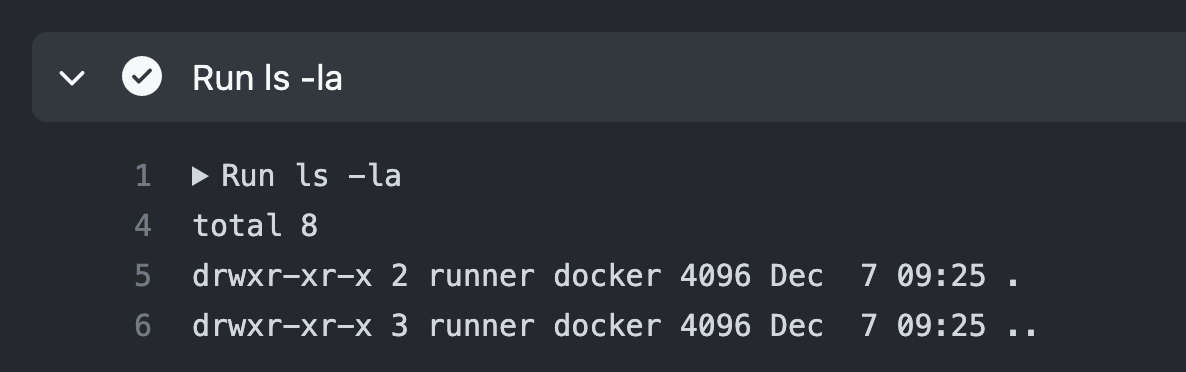 Run ls -la
1 ▶ Run ls -la
4 total 8
5 drwxr-xr-x 2 runner docker 4096 Dec  7 09:25 .
6 drwxr-xr-x 3 runner docker 4096 Dec  7 09:25 ..